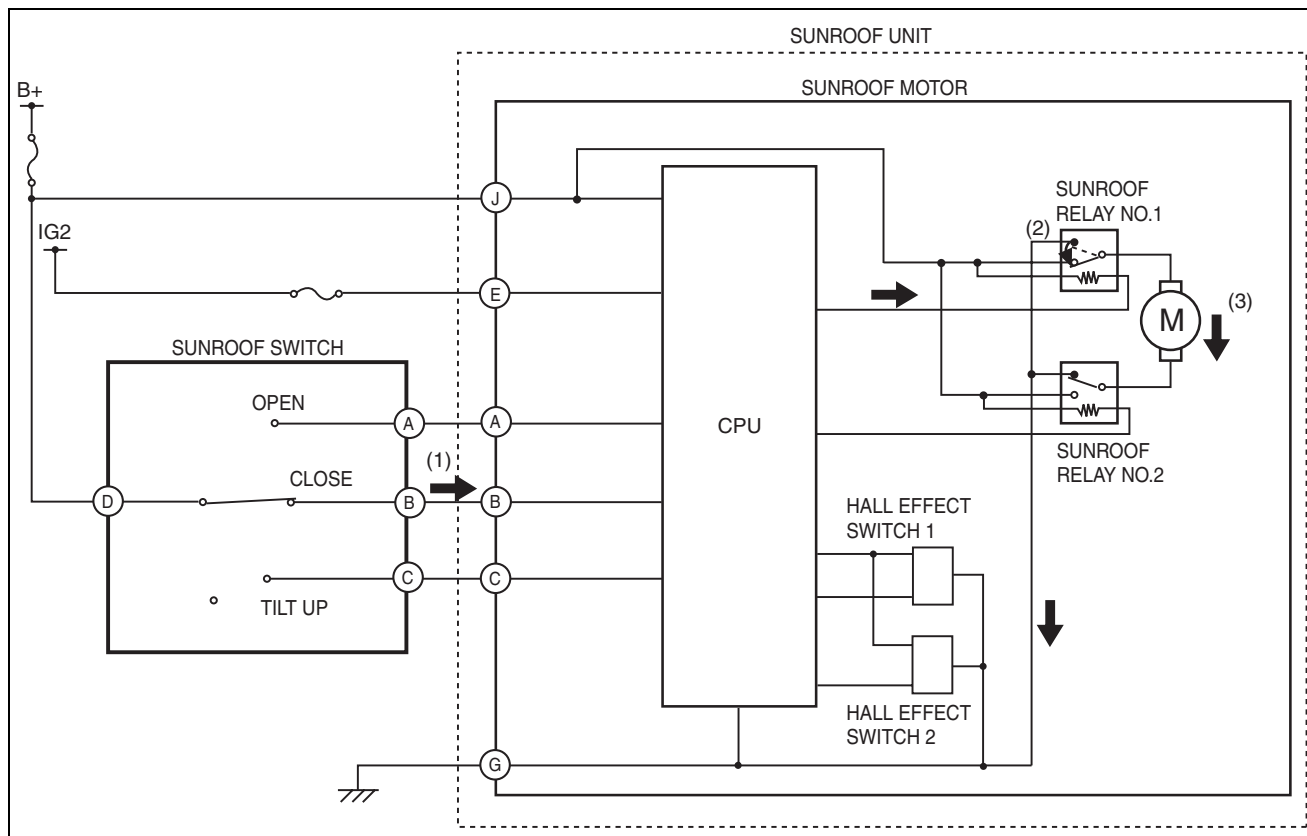 SUNROOF UNIT
SUNROOF MOTOR
B+
J
SUNROOF
RELAY NO.1
(2)
IG2
E
(3)
M
SUNROOF SWITCH
OPEN
A
A
CPU
SUNROOF
RELAY NO.2
(1)
CLOSE
D
B
B
HALL EFFECT
SWITCH 1
C
C
TILT UP
HALL EFFECT
SWITCH 2
G